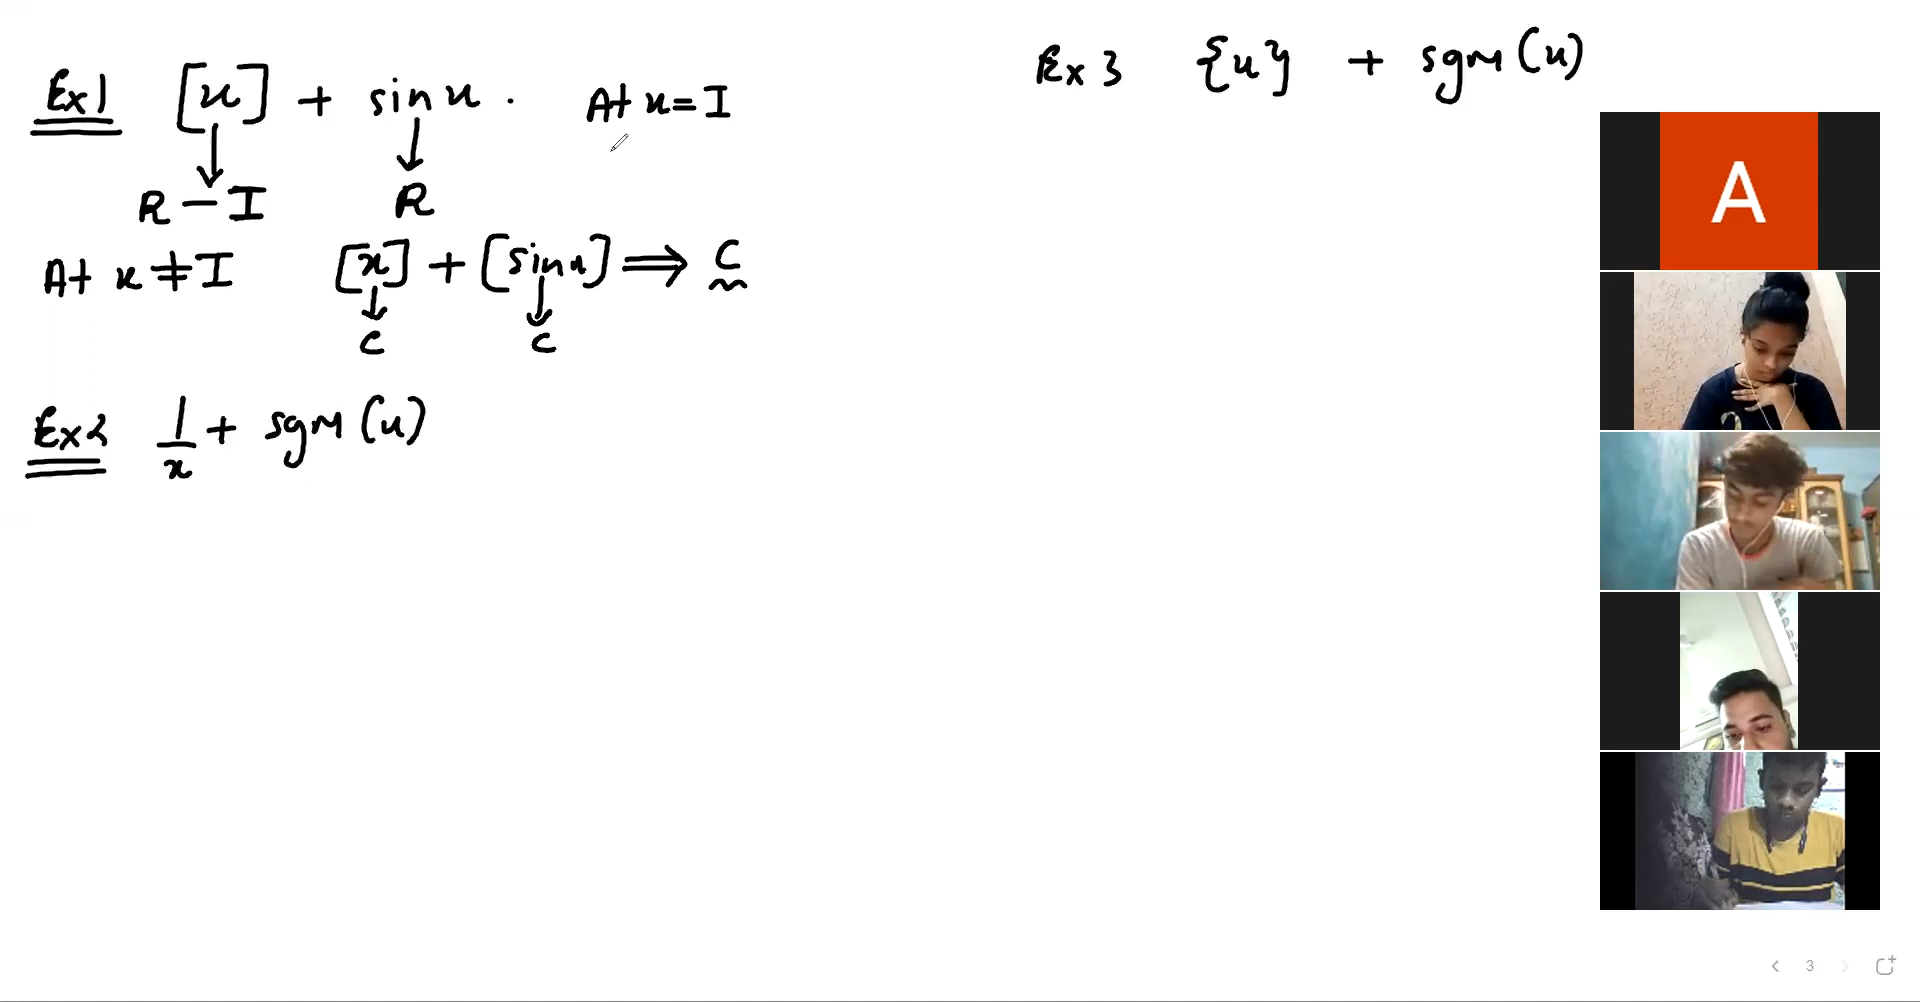 Ex1 [x] + sin x . At x = I
↓ ↓
R - I R
At x ≠ I [x] + [sin x] ⟹ C
↓ ↓
C C
Ex2 1/x + sgn (x)
Ex 3 {x} + sgn (x)
A
3